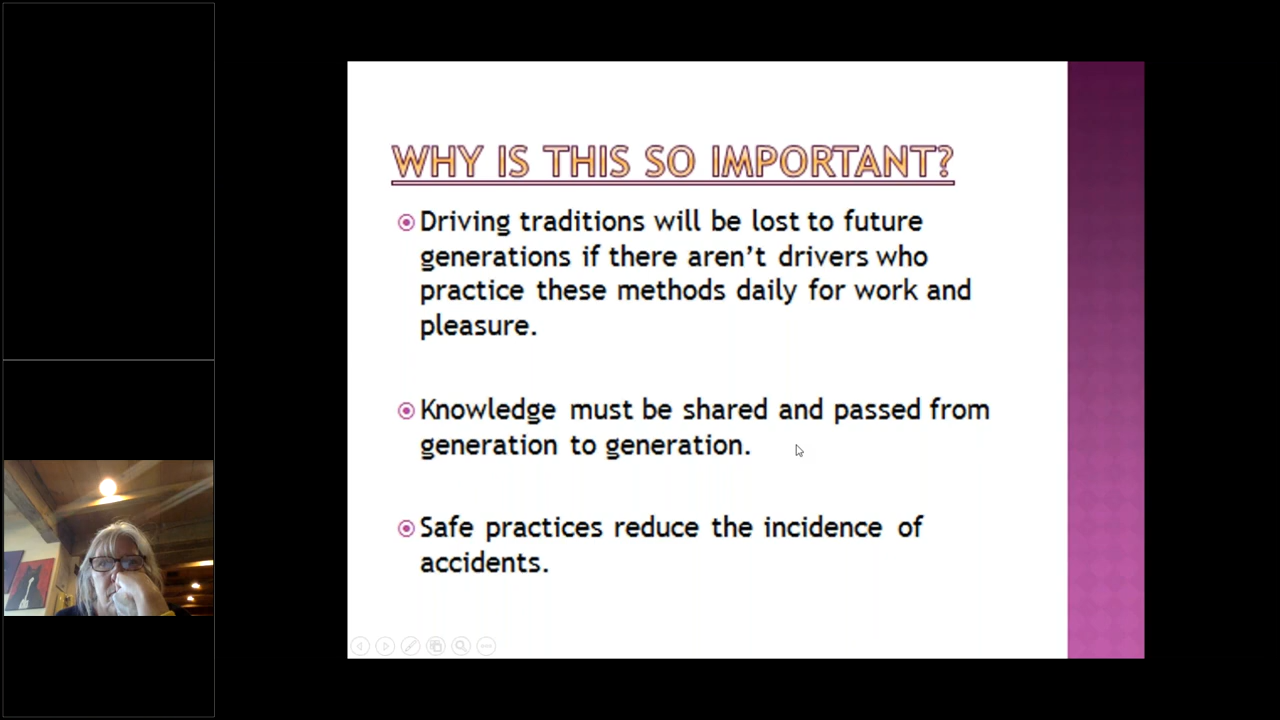 WHY IS THIS SO IMPORTANT?
Driving traditions will be lost to future
generations if there aren't drivers who
practice these methods daily for work and
pleasure.
Knowledge must be shared and passed from
generation to generation.
Safe practices reduce the incidence of
accidents.